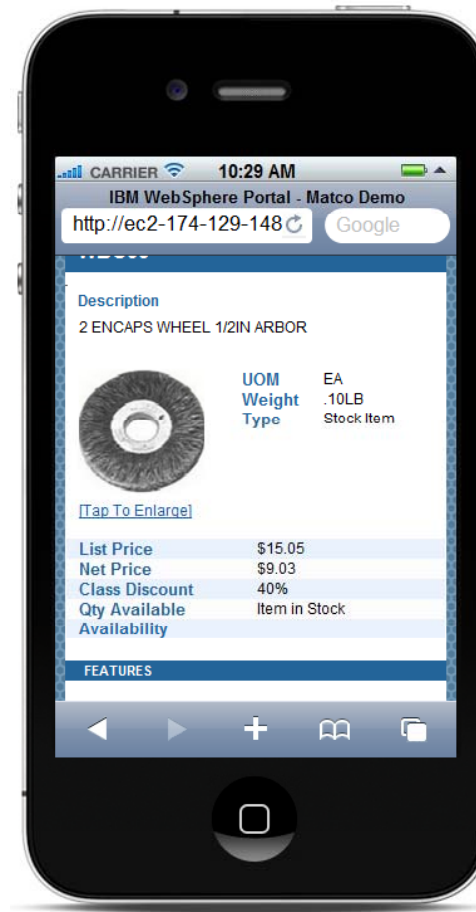 CARRIER 10:29 AM
IBM WebSphere Portal - Matco Demo
http://ec2-174-129-148 Google
Description
2 ENCAPS WHEEL 1/2IN ARBOR
UOM EA
Weight .10LB
Type Stock Item
[Tap To Enlarge]
List Price $15.05
Net Price $9.03
Class Discount 40%
Qty Available Item in Stock
Availability
FEATURES